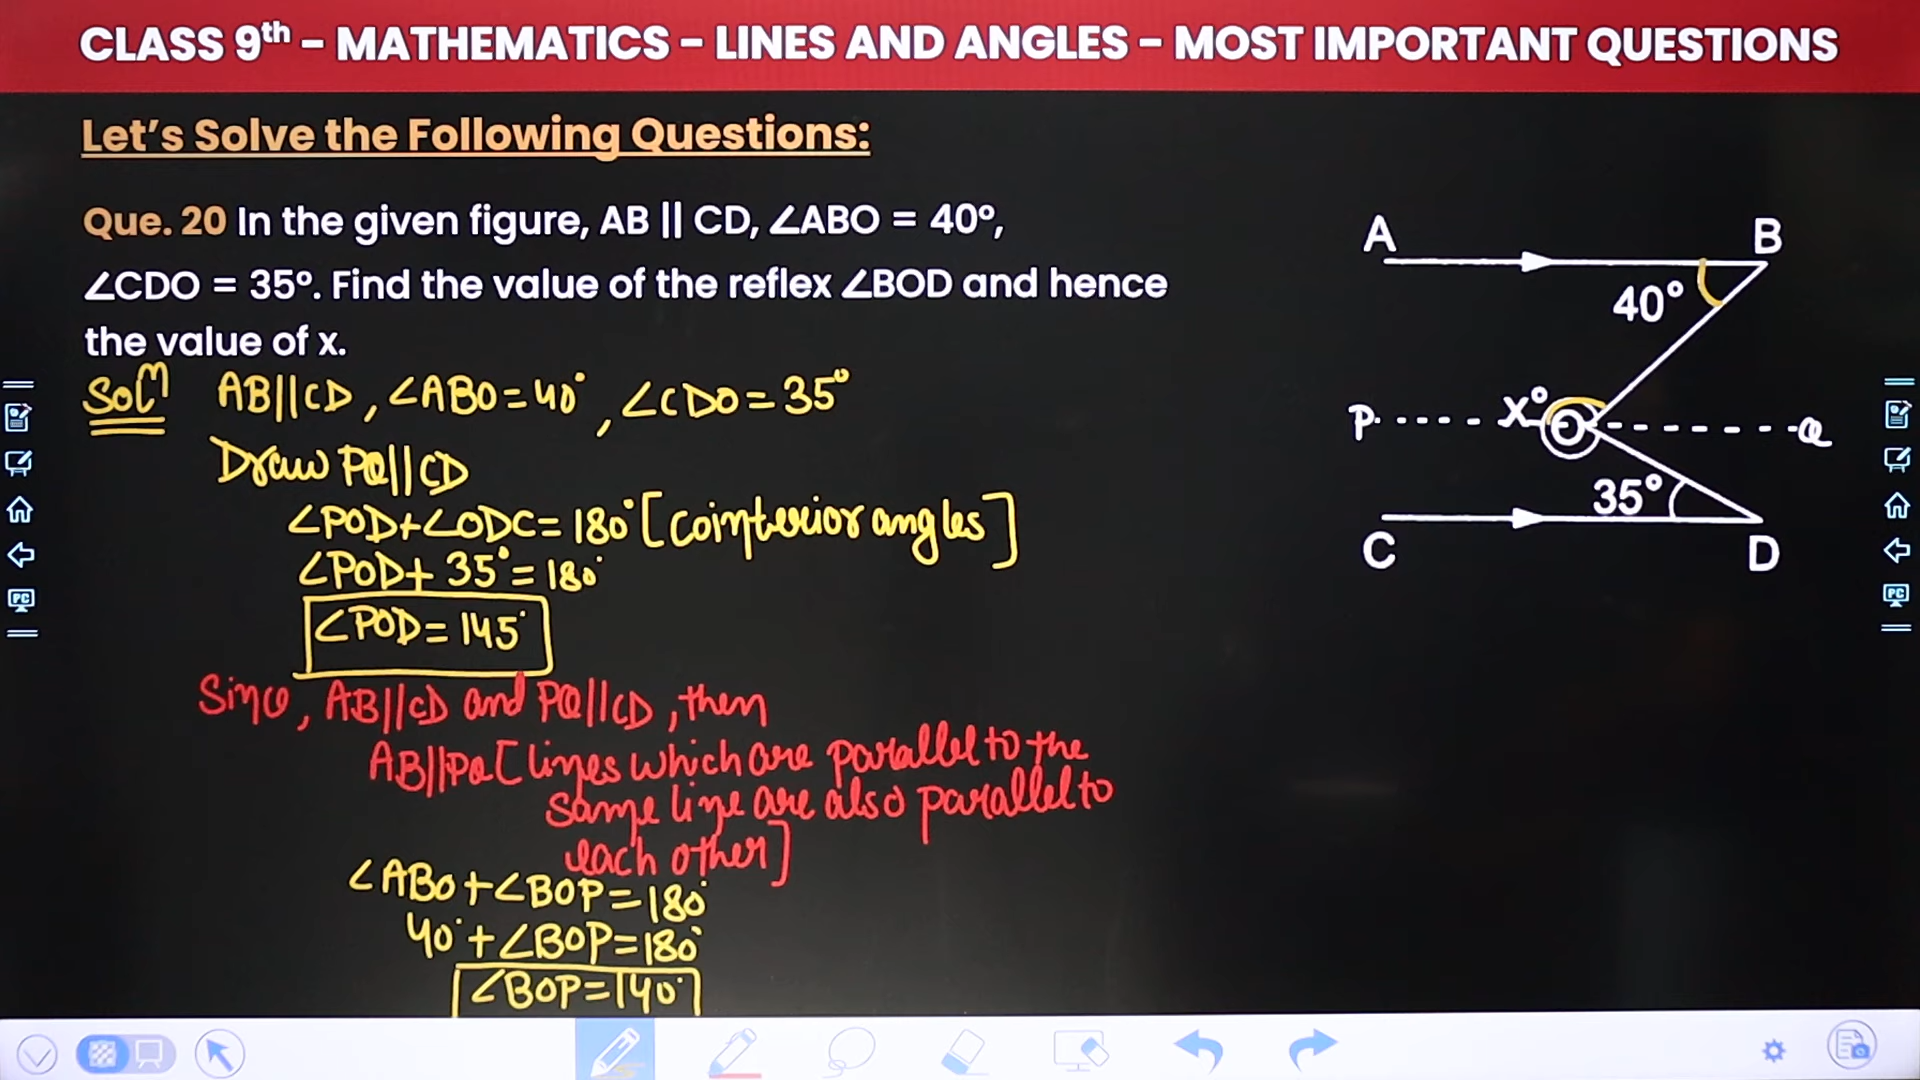 CLASS 9th – MATHEMATICS – LINES AND ANGLES – MOST IMPORTANT QUESTIONS
Let's Solve the Following Questions:
Que. 20 In the given figure, AB || CD, ∠ABO = 40°,
∠CDO = 35°. Find the value of the reflex ∠BOD and hence
the value of x.
Solⁿ AB||CD, ∠ABO=40°, ∠CDO=35°
Draw PQ||CD
∠POD+∠ODC=180° [Cointerior angles]
∠POD+35°=180°
∠POD=145°
Since, AB||CD and PQ||CD, then
AB||PQ [lines which are parallel to the
same line are also parallel to
each other]
∠ABO+∠BOP=180°
40°+∠BOP=180°
∠BOP=140°
A B
40°
P x° O Q
35°
C D
PC PC